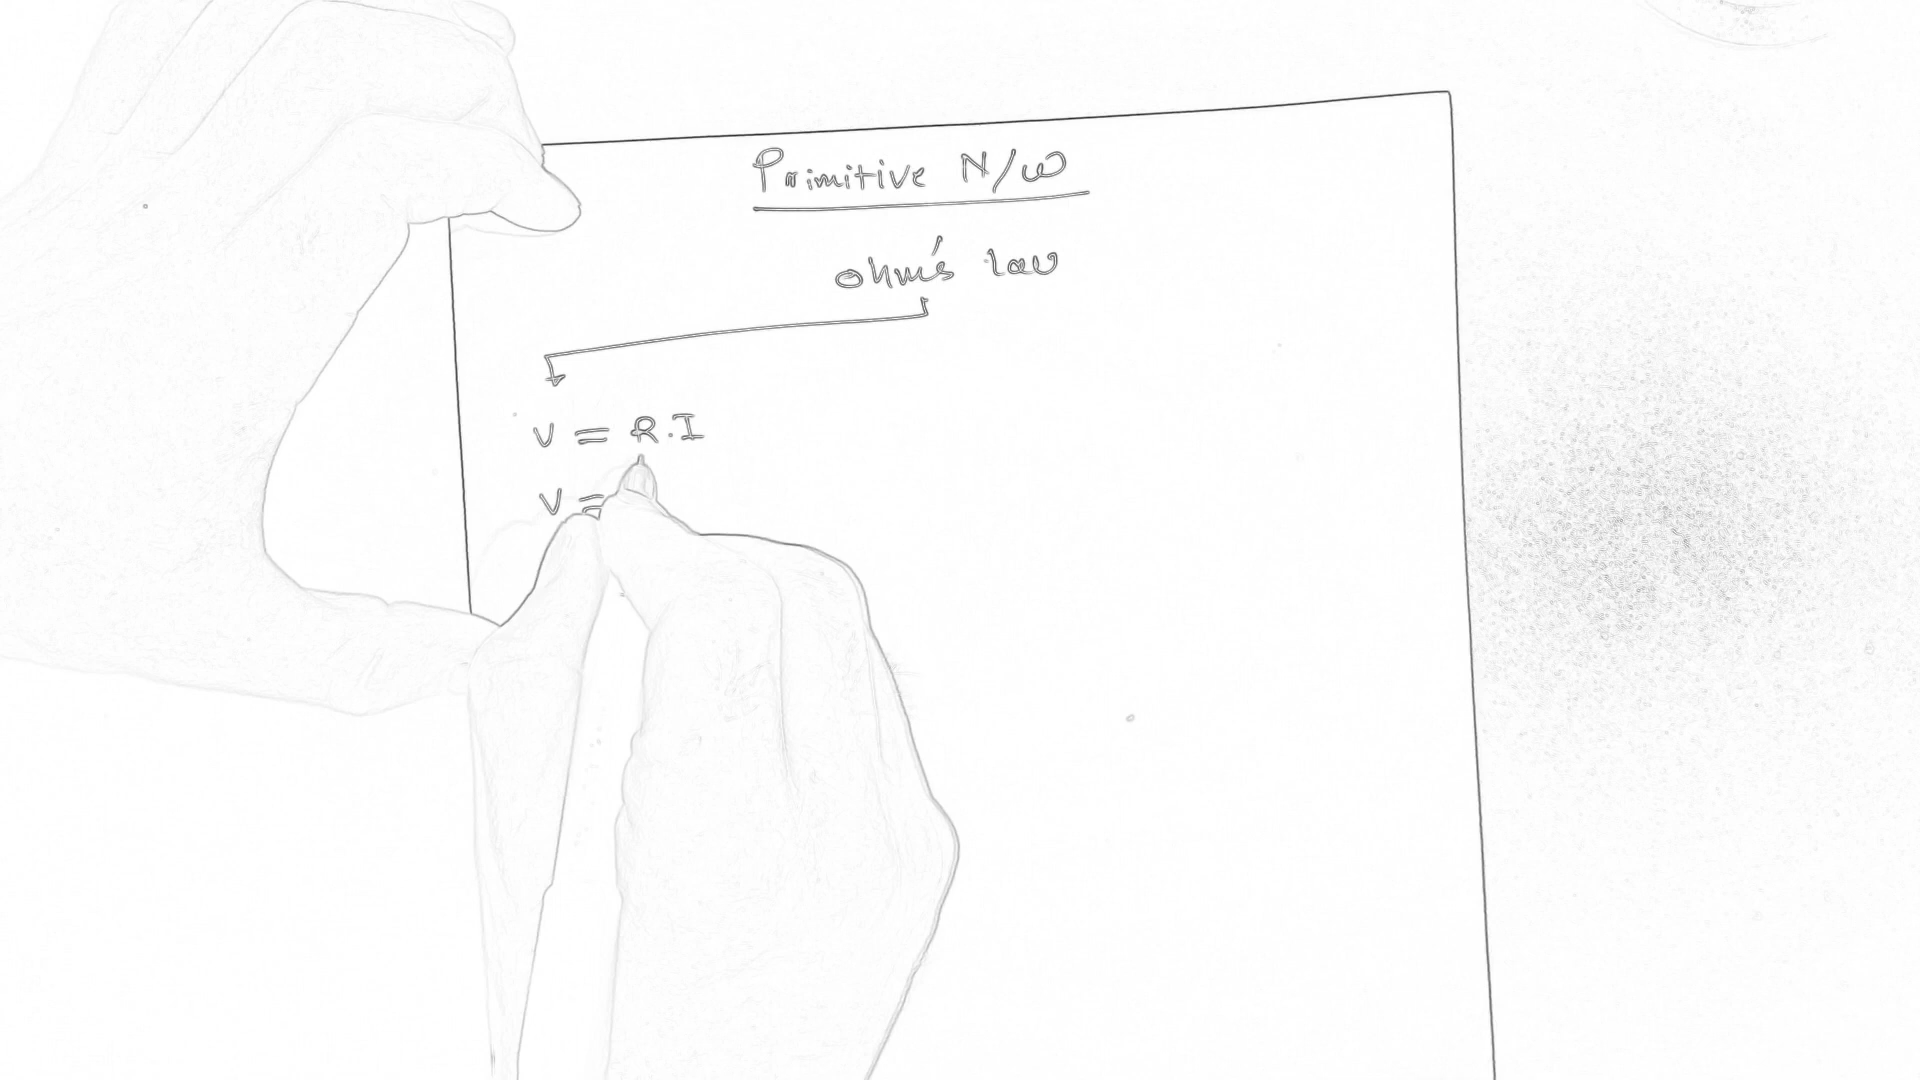 Primitive N/W
ohm's law
V = R.I
V =